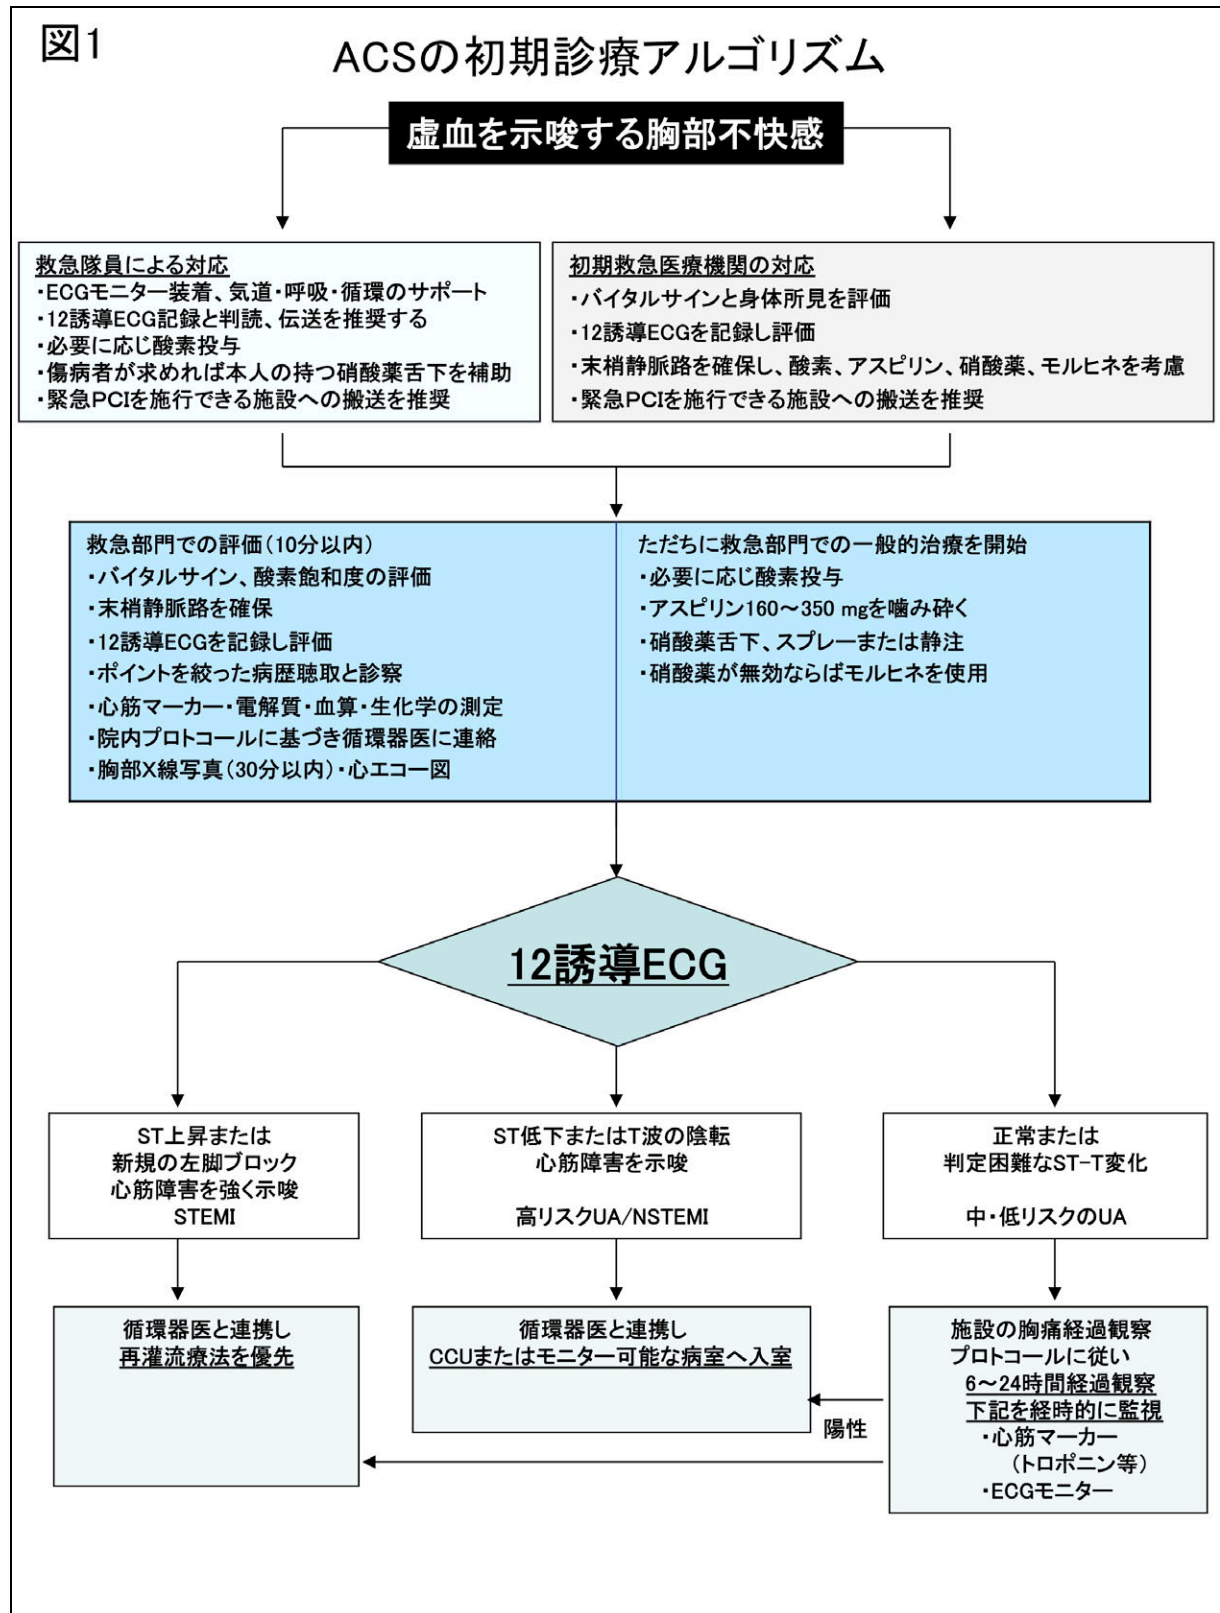 図1
ACSの初期診療アルゴリズム
虚血を示唆する胸部不快感
救急隊員による対応
・ECGモニター装着、気道・呼吸・循環のサポート
・12誘導ECG記録と判読、伝送を推奨する
・必要に応じ酸素投与
・傷病者が求めれば本人の持つ硝酸薬舌下を補助
・緊急PCIを施行できる施設への搬送を推奨
初期救急医療機関の対応
・バイタルサインと身体所見を評価
・12誘導ECGを記録し評価
・末梢静脈路を確保し、酸素、アスピリン、硝酸薬、モルヒネを考慮
・緊急PCIを施行できる施設への搬送を推奨
救急部門での評価（10分以内）
・バイタルサイン、酸素飽和度の評価
・末梢静脈路を確保
・12誘導ECGを記録し評価
・ポイントを絞った病歴聴取と診察
・心筋マーカー・電解質・血算・生化学の測定
・院内プロトコールに基づき循環器医に連絡
・胸部X線写真（30分以内）・心エコー図
ただちに救急部門での一般的治療を開始
・必要に応じ酸素投与
・アスピリン160～350 mgを噛み砕く
・硝酸薬舌下、スプレーまたは静注
・硝酸薬が無効ならばモルヒネを使用
12誘導ECG
ST上昇または
新規の左脚ブロック
心筋障害を強く示唆
STEMI
ST低下またはT波の陰転
心筋障害を示唆
高リスクUA/NSTEMI
正常または
判定困難なST-T変化
中・低リスクのUA
循環器医と連携し
再灌流療法を優先
循環器医と連携し
CCUまたはモニター可能な病室へ入室
施設の胸痛経過観察
プロトコールに従い
6～24時間経過観察
下記を経時的に監視
・心筋マーカー
（トロポニン等）
・ECGモニター
陽性